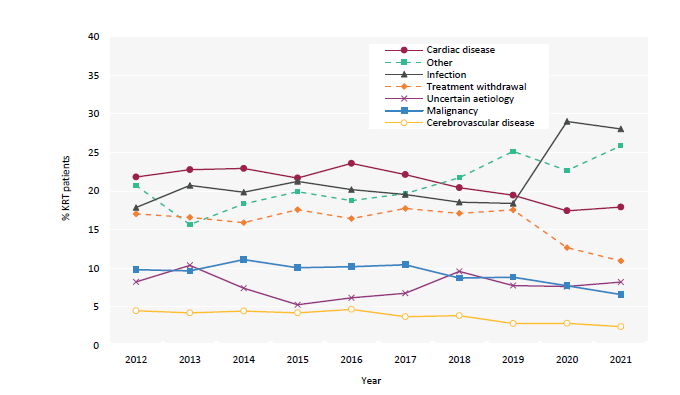 40
35
30
25
20
15
10
5
0
% KRT patients
Cardiac disease
Other
Infection
Treatment withdrawal
Uncertain aetiology
Malignancy
Cerebrovascular disease
2012 2013 2014 2015 2016 2017 2018 2019 2020 2021
Year